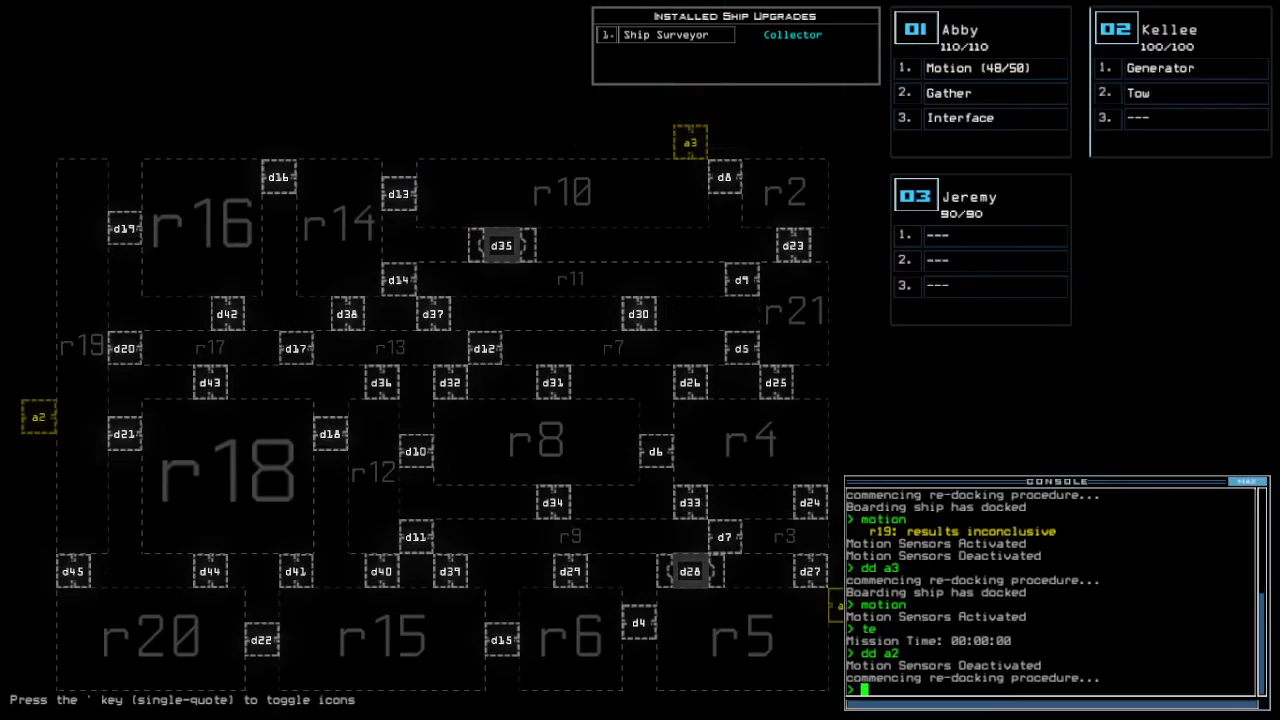 INSTALLED SHIP UPGRADES
1. Ship Surveyor Collector
01 Abby
110/110
1. Motion (48/50)
2. Gather
3. Interface
02 Kellee
100/100
1. Generator
2. Tow
3. ---
03 Jeremy
90/90
1. ---
2. ---
3. ---
a3
d16 d8
d13 r10 r2
r16 r14
d19
d35 d23
d14 r11 d9
d42 d38 d37 d30 r21
r19 d20 r17 d17 r13 d12 r7 d5
d43 d36 d32 d31 d26 d25
a2
d21 d18 r8 r4
d10 d6
r18 r12
d34 d33 d24
d11 r9 d7 r3
d45 d44 d41 d40 d39 d29 d28 d27
a
d4
r20 d22 r15 d15 r6 r5
Press the ' key (single-quote) to toggle icons
CONSOLE MAX
commencing re-docking procedure...
Boarding ship has docked
> motion
r19: results inconclusive
Motion Sensors Activated
Motion Sensors Deactivated
> dd a3
commencing re-docking procedure...
Boarding ship has docked
> motion
Motion Sensors Activated
> te
Mission Time: 00:00:00
> dd a2
Motion Sensors Deactivated
commencing re-docking procedure...
>